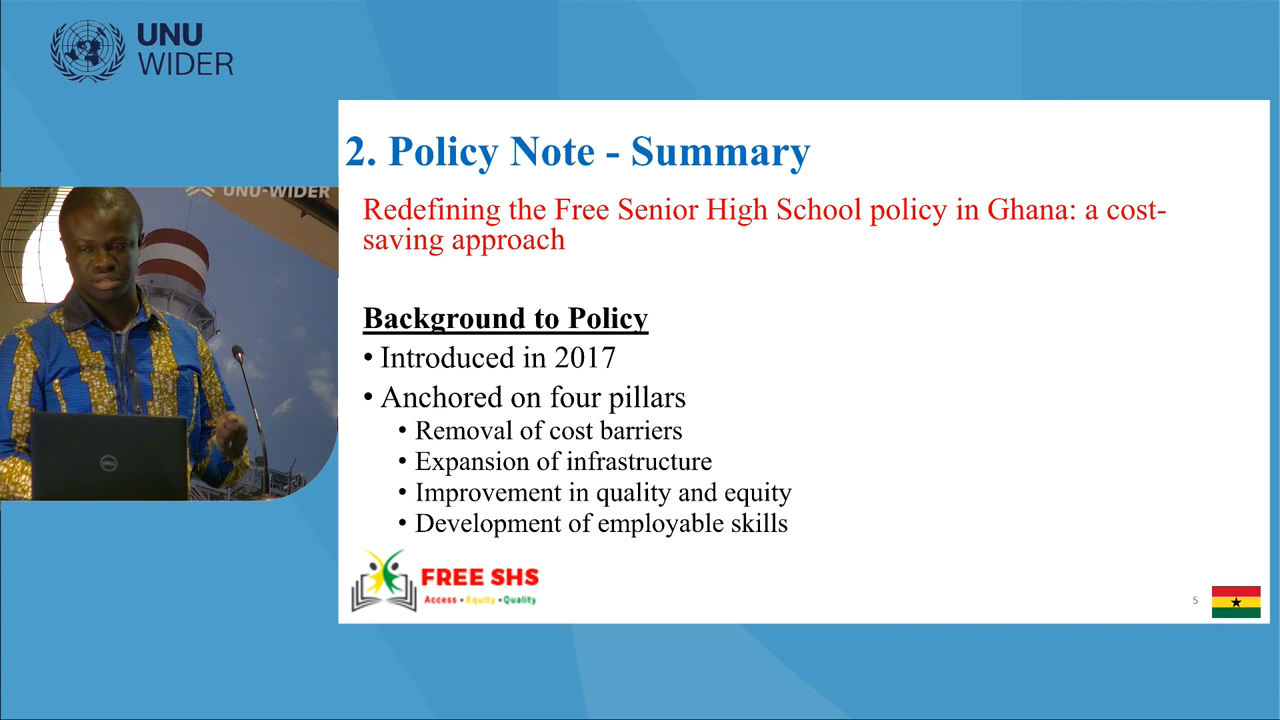 UNU
WIDER
UNU-WIDER
2. Policy Note - Summary
Redefining the Free Senior High School policy in Ghana: a cost-
saving approach
Background to Policy
• Introduced in 2017
• Anchored on four pillars
• Removal of cost barriers
• Expansion of infrastructure
• Improvement in quality and equity
• Development of employable skills
FREE SHS
Access • Equity • Quality
5
DELL